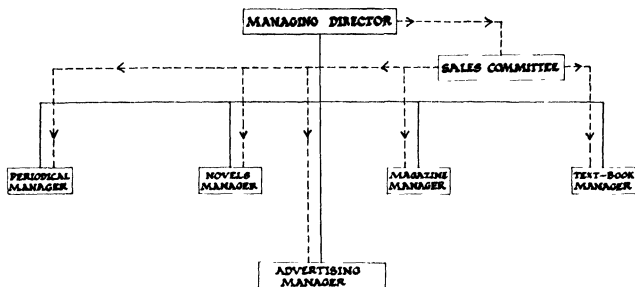 MANAGING DIRECTOR
SALES COMMITTEE
PERIODICAL
MANAGER
NOVELS
MANAGER
MAGAZINE
MANAGER
TEXT-BOOK
MANAGER
ADVERTISING
MANAGER